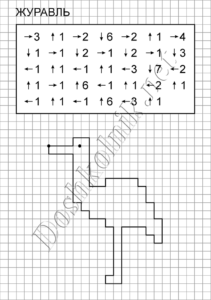 ЖУРАВЛЬ
→3 ↑1 →2 ↓6 →2 ↑1 →4
↓1 →1 ↓2 →1 ↓2 →1 ↓3
←1 ↑1 ←1 ↑1 ←3 ↓7 ←2
↑1 →1 ↑6 ←2 ↑1 ←1 ↑1
←1 ↑1 ←1 ↑6 ←3 ↓1
Doshkolnik.net